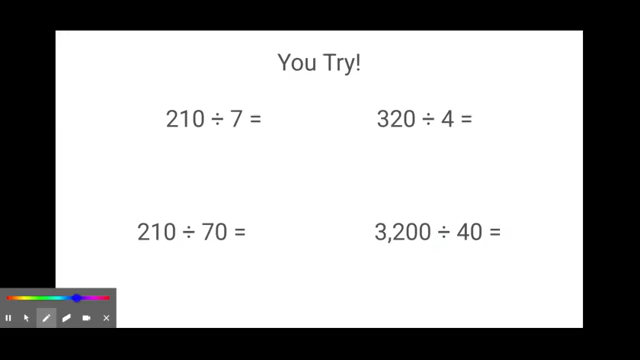 You Try!
210 ÷ 7 =
320 ÷ 4 =
210 ÷ 70 =
3,200 ÷ 40 =